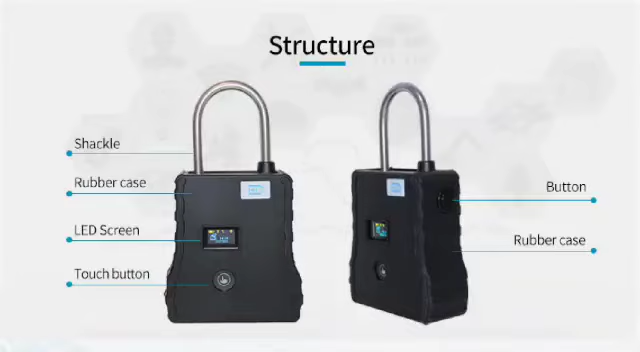 Structure
Shackle
Rubber case
LED Screen
Touch button
Button
Rubber case